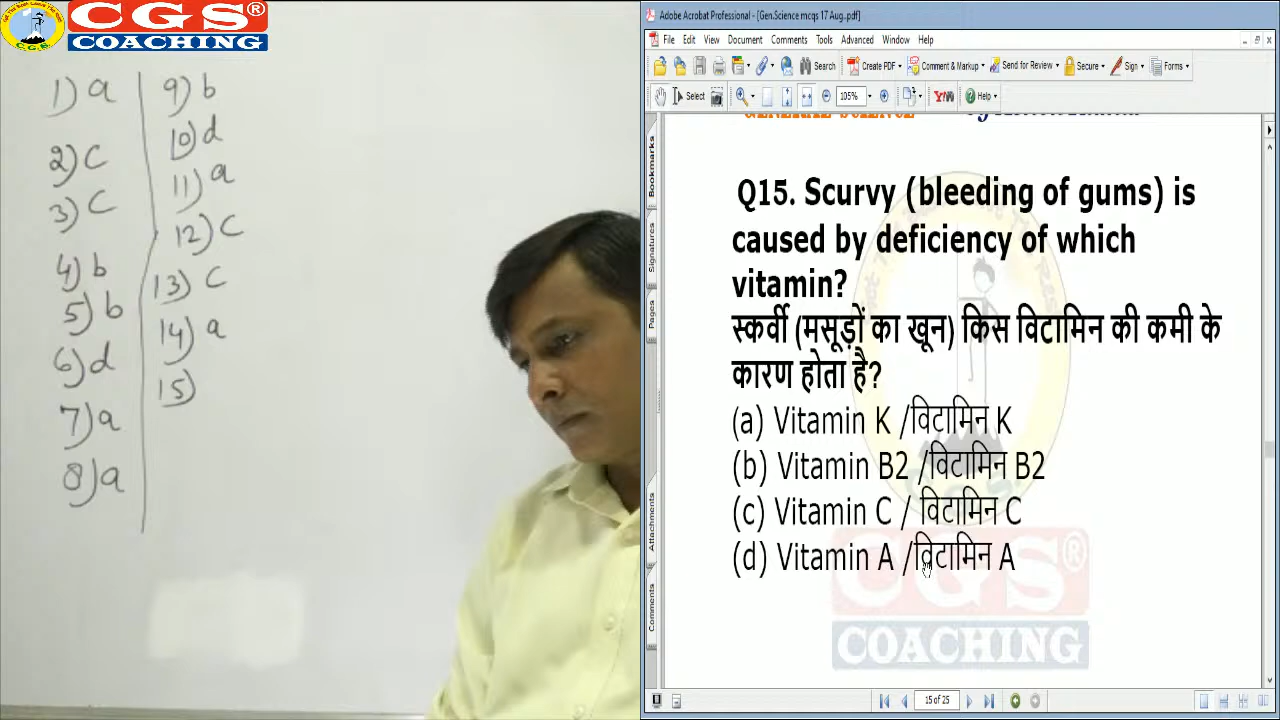 CGS®
COACHING
C.G.S.
1) a
2) c
3) c
4) b
5) b
6) d
7) a
8) a
9) b
10) d
11) a
12) c
13) c
14) a
15)
Adobe Acrobat Professional - [Gen.Science mcqs 17 Aug..pdf]
File Edit View Document Comments Tools Advanced Window Help
Search Create PDF Comment & Markup Send for Review Secure Sign Forms
Select 105% Y! Help
Bookmarks
Signatures
Pages
Attachments
Comments
Q15. Scurvy (bleeding of gums) is
caused by deficiency of which
vitamin?
स्कर्वी (मसूड़ों का खून) किस विटामिन की कमी के
कारण होता है?
(a) Vitamin K /विटामिन K
(b) Vitamin B2 /विटामिन B2
(c) Vitamin C / विटामिन C
(d) Vitamin A /विटामिन A
CGS®
COACHING
15 of 25